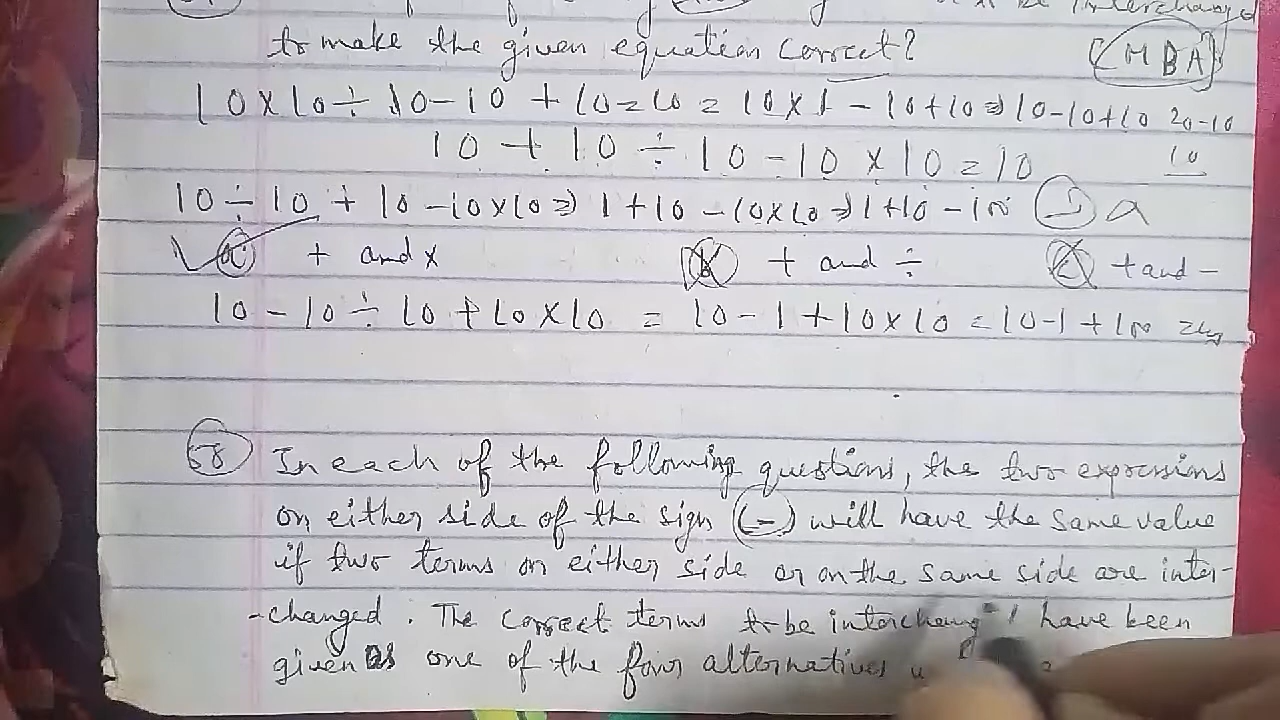 be interchanged
to make the given equation correct?
(MBA)
10×10÷10-10 + 10=10 = 10×1 - 10+10 ⇒ 10-10+10 20-10
10 + 10 ÷ 10 - 10 × 10 = 10
10
10 ÷ 10 + 10 - 10×10 ⇒ 1+10 - 10×10 ⇒ 1+10 - 100 a
+ and × + and ÷ + and -
10 - 10 ÷ 10 + 10×10 = 10 - 1 + 10×10 = 10-1 + 100
58 In each of the following questions, the two expressions
on either side of the sign (=) will have the same value
if two terms on either side or on the same side are inter-
-changed. The correct terms to be have been
given as one of the four alternatives